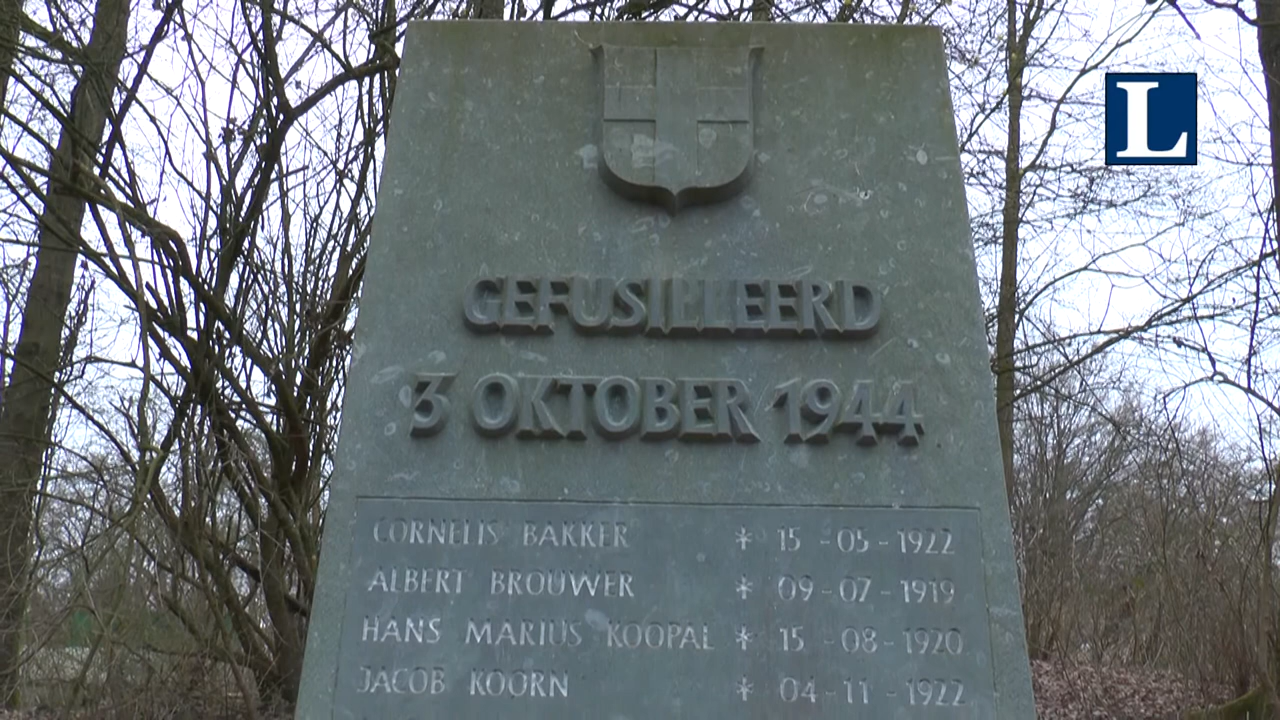 L
GEFUSILLEERD
3 OKTOBER 1944
CORNELIS BAKKER * 15 - 05 - 1922
ALBERT BROUWER * 09 - 07 - 1919
HANS MARIUS KOOPAL * 15 - 08 - 1920
JACOB KOORN * 04 - 11 - 1922